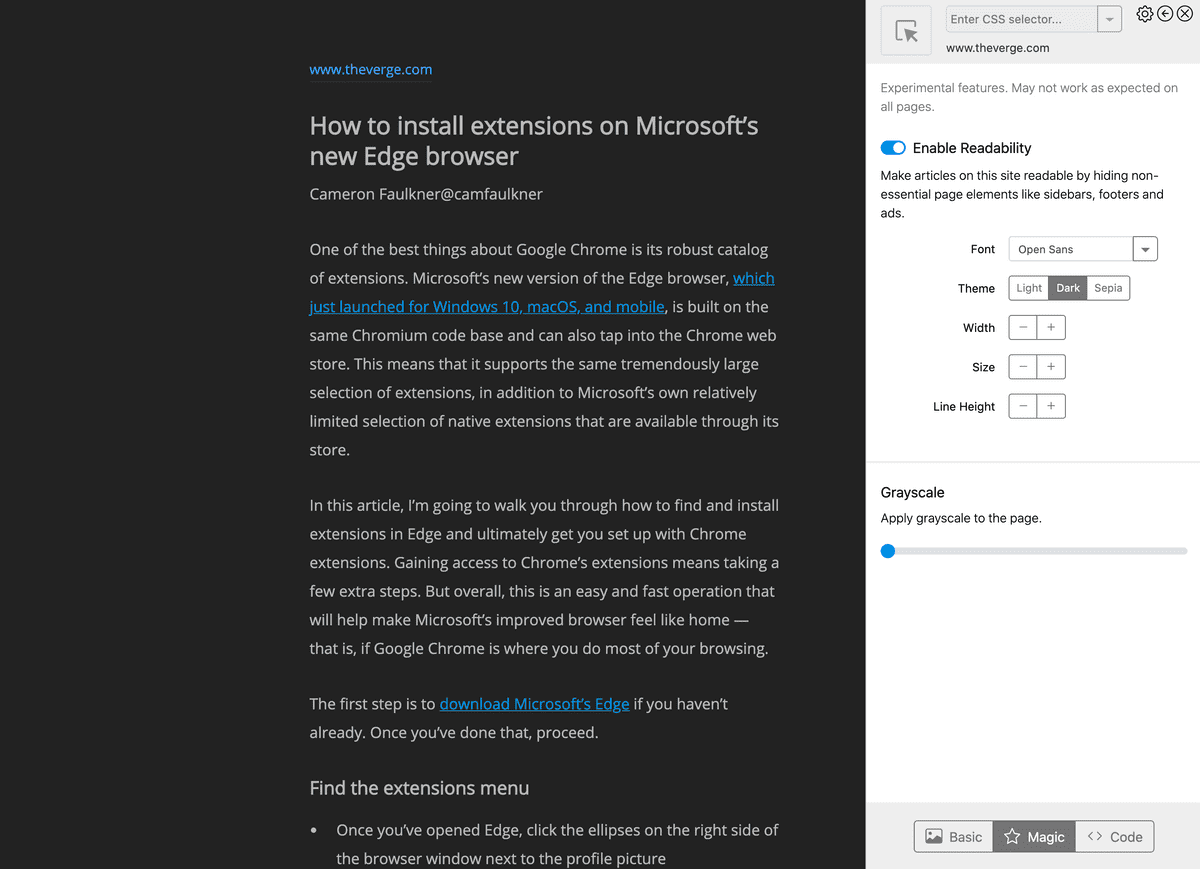 www.theverge.com
How to install extensions on Microsoft’s
new Edge browser
Cameron Faulkner@camfaulkner
One of the best things about Google Chrome is its robust catalog
of extensions. Microsoft’s new version of the Edge browser, which
just launched for Windows 10, macOS, and mobile, is built on the
same Chromium code base and can also tap into the Chrome web
store. This means that it supports the same tremendously large
selection of extensions, in addition to Microsoft’s own relatively
limited selection of native extensions that are available through its
store.
In this article, I’m going to walk you through how to find and install
extensions in Edge and ultimately get you set up with Chrome
extensions. Gaining access to Chrome’s extensions means taking a
few extra steps. But overall, this is an easy and fast operation that
will help make Microsoft’s improved browser feel like home —
that is, if Google Chrome is where you do most of your browsing.
The first step is to download Microsoft’s Edge if you haven’t
already. Once you’ve done that, proceed.
Find the extensions menu
• Once you’ve opened Edge, click the ellipses on the right side of
the browser window next to the profile picture
Enter CSS selector...
www.theverge.com
Experimental features. May not work as expected on
all pages.
Enable Readability
Make articles on this site readable by hiding non-
essential page elements like sidebars, footers and
ads.
Font Open Sans
Theme Light Dark Sepia
Width − +
Size − +
Line Height − +
Grayscale
Apply grayscale to the page.
Basic Magic <> Code